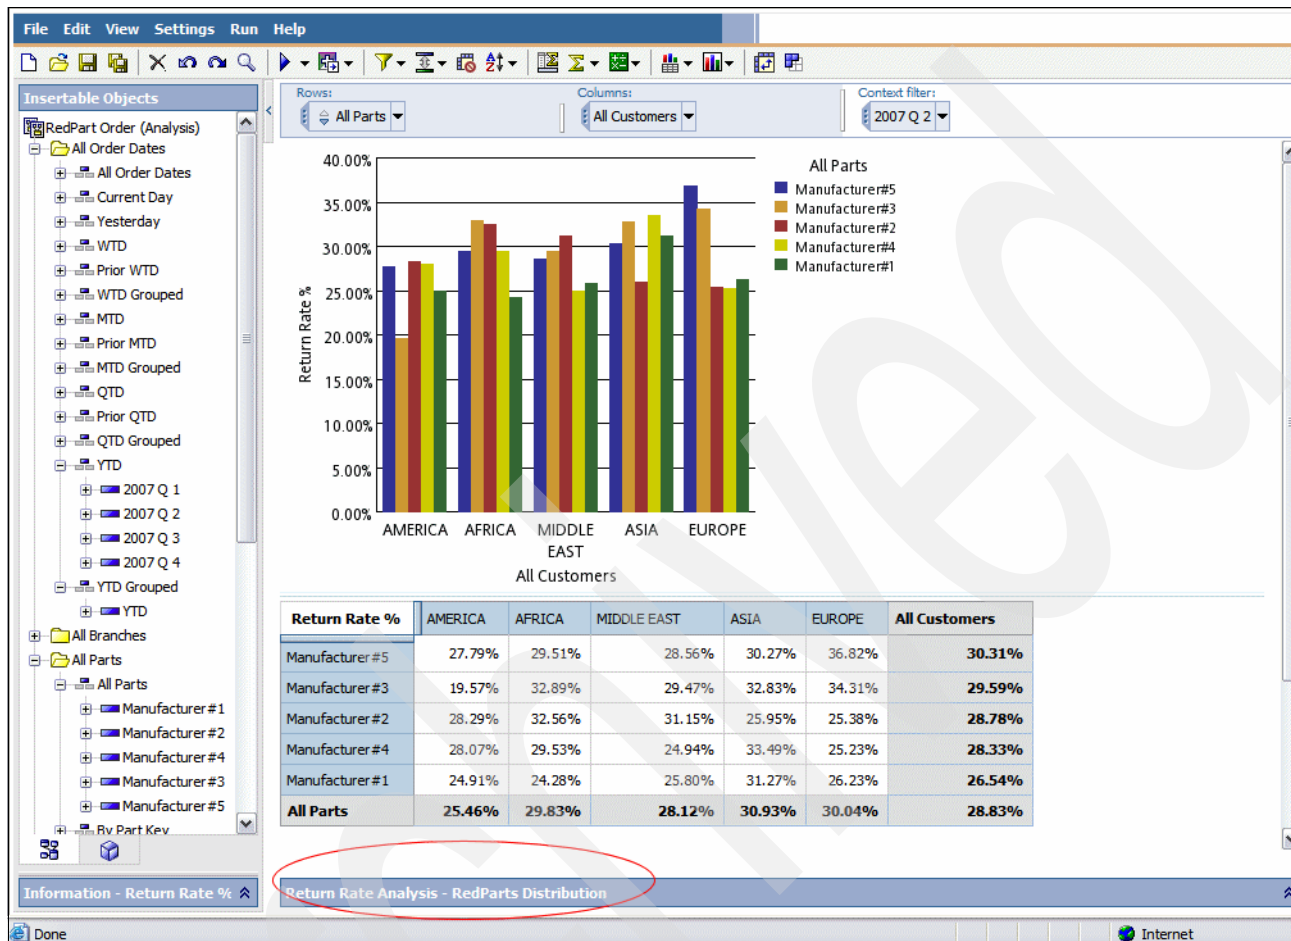 File Edit View Settings Run Help
Insertable Objects
RedPart Order (Analysis)
All Order Dates
All Order Dates
Current Day
Yesterday
WTD
Prior WTD
WTD Grouped
MTD
Prior MTD
MTD Grouped
QTD
Prior QTD
QTD Grouped
YTD
2007 Q 1
2007 Q 2
2007 Q 3
2007 Q 4
YTD Grouped
YTD
All Branches
All Parts
All Parts
Manufacturer#1
Manufacturer#2
Manufacturer#4
Manufacturer#3
Manufacturer#5
By Part Key
Information - Return Rate %
Rows: Columns: Context filter:
All Parts All Customers 2007 Q 2
40.00%
35.00%
30.00%
25.00%
20.00%
15.00%
10.00%
5.00%
0.00%
Return Rate %
AMERICA AFRICA MIDDLE EAST ASIA EUROPE
All Customers
All Parts
Manufacturer#5
Manufacturer#3
Manufacturer#2
Manufacturer#4
Manufacturer#1
Return Rate % AMERICA AFRICA MIDDLE EAST ASIA EUROPE All Customers
Manufacturer#5 27.79% 29.51% 28.56% 30.27% 36.82% 30.31%
Manufacturer#3 19.57% 32.89% 29.47% 32.83% 34.31% 29.59%
Manufacturer#2 28.29% 32.56% 31.15% 25.95% 25.38% 28.78%
Manufacturer#4 28.07% 29.53% 24.94% 33.49% 25.23% 28.33%
Manufacturer#1 24.91% 24.28% 25.80% 31.27% 26.23% 26.54%
All Parts 25.46% 29.83% 28.12% 30.93% 30.04% 28.83%
Return Rate Analysis - RedParts Distribution
Done Internet